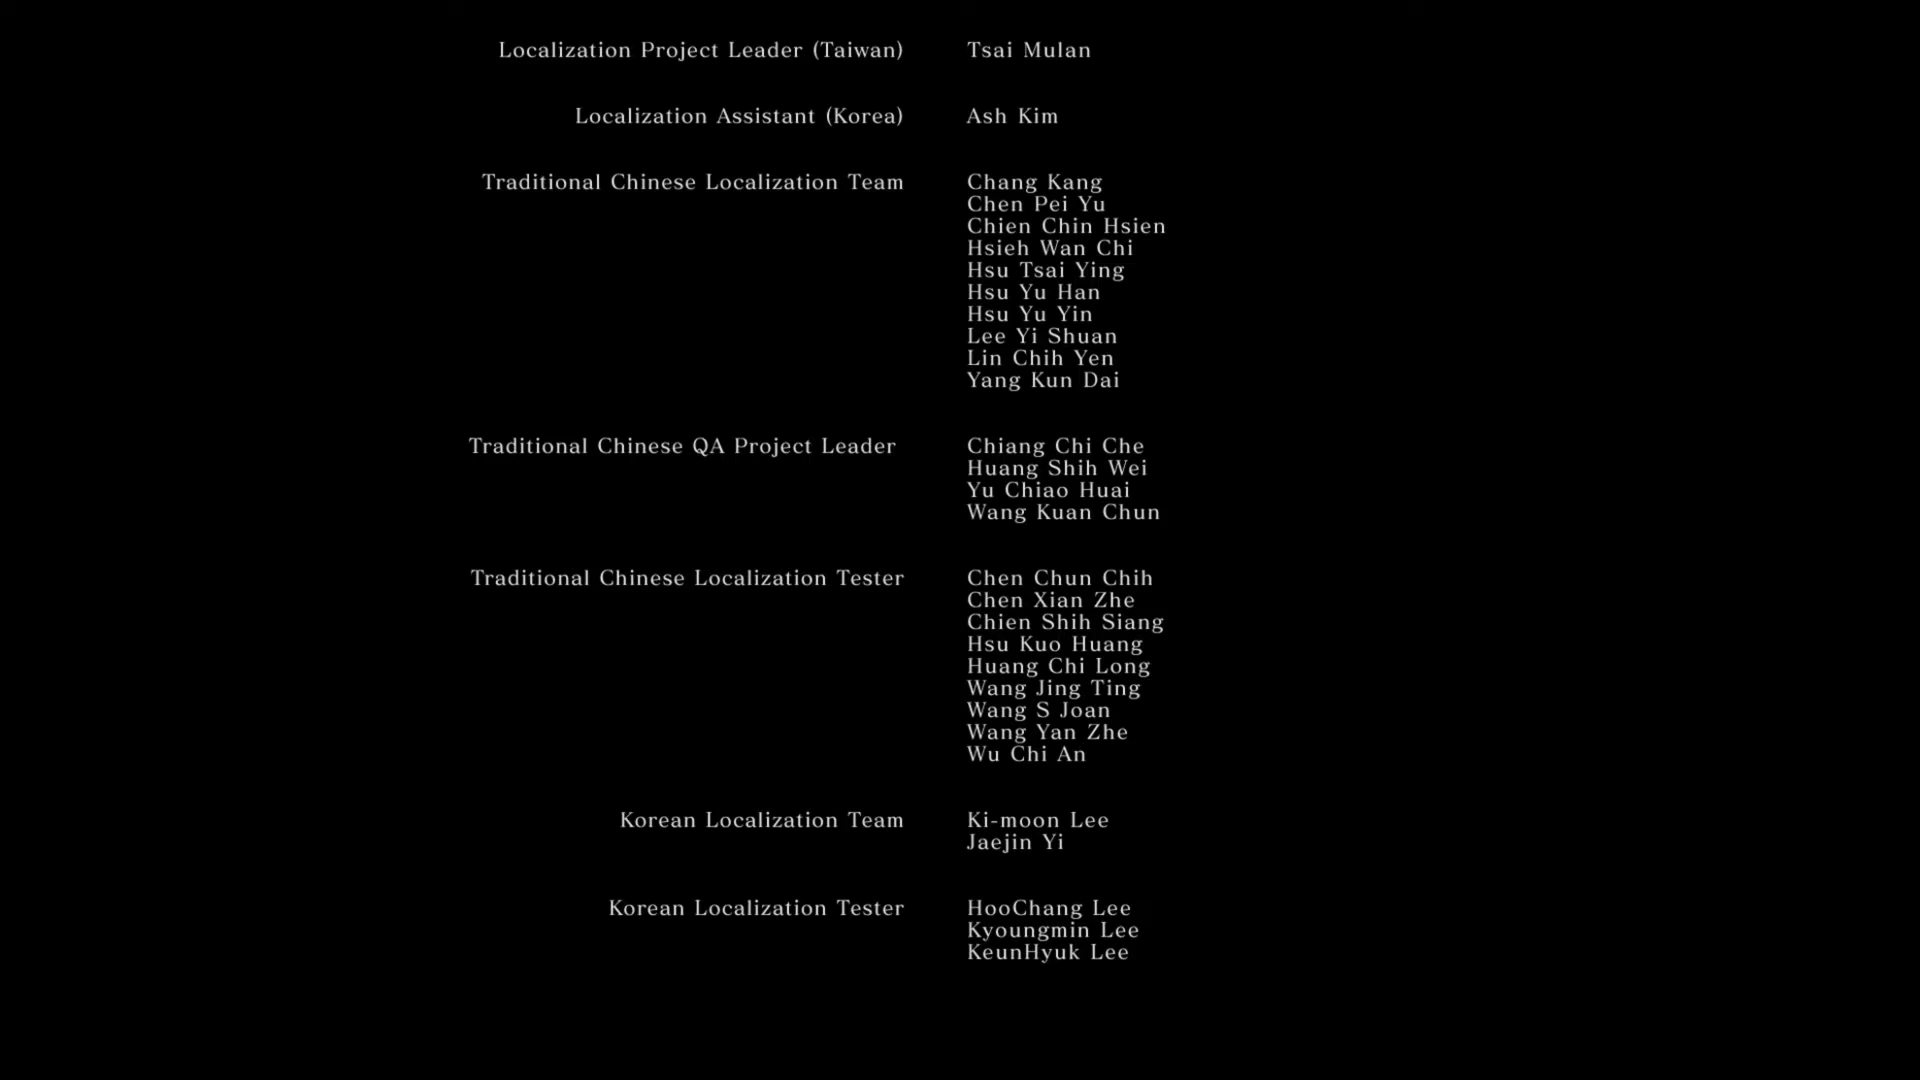 Localization Project Leader (Taiwan) Tsai Mulan
Localization Assistant (Korea) Ash Kim
Traditional Chinese Localization Team Chang Kang
Chen Pei Yu
Chien Chin Hsien
Hsieh Wan Chi
Hsu Tsai Ying
Hsu Yu Han
Hsu Yu Yin
Lee Yi Shuan
Lin Chih Yen
Yang Kun Dai
Traditional Chinese QA Project Leader Chiang Chi Che
Huang Shih Wei
Yu Chiao Huai
Wang Kuan Chun
Traditional Chinese Localization Tester Chen Chun Chih
Chen Xian Zhe
Chien Shih Siang
Hsu Kuo Huang
Huang Chi Long
Wang Jing Ting
Wang S Joan
Wang Yan Zhe
Wu Chi An
Korean Localization Team Ki-moon Lee
Jaejin Yi
Korean Localization Tester HooChang Lee
Kyoungmin Lee
KeunHyuk Lee